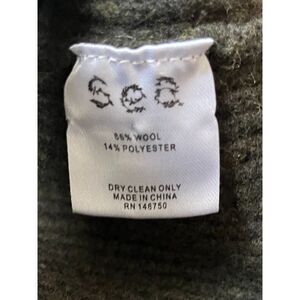 Sea
86% WOOL
14% POLYESTER
DRY CLEAN ONLY
MADE IN CHINA
RN 146750